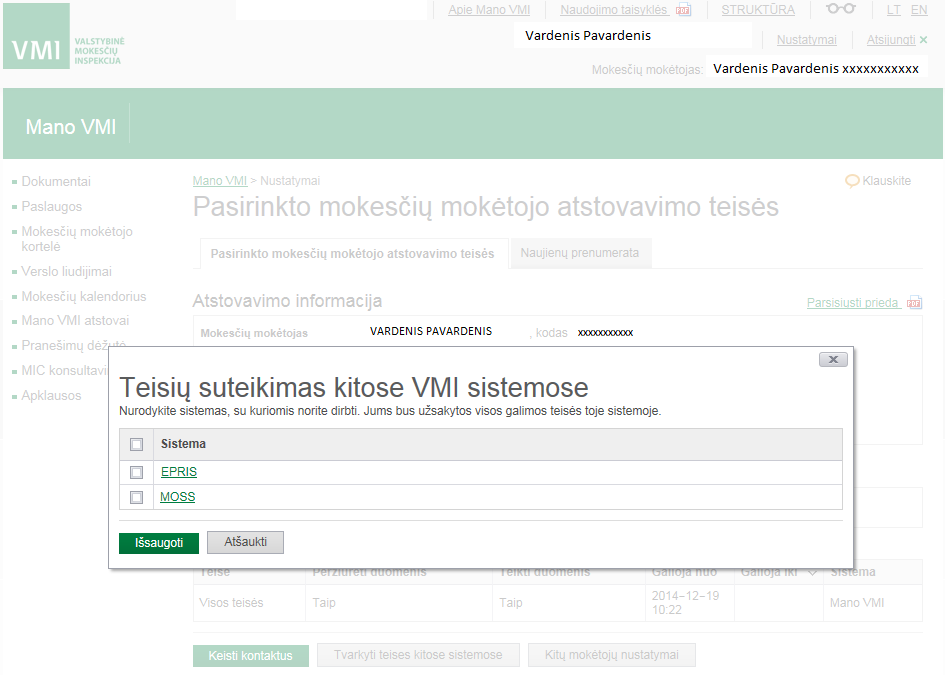 Apie Mano VMI
Naudojimo taisyklės
STRUKTŪRA
LT EN
VMI VALSTYBINĖ
MOKESČIŲ
INSPEKCIJA
Vardenis Pavardenis
Nustatymai
Atsijungti ×
Mokesčių mokėtojas: Vardenis Pavardenis xxxxxxxxxxx
Mano VMI
Dokumentai
Paslaugos
Mokesčių mokėtojo
kortelė
Verslo liudijimai
Mokesčių kalendorius
Mano VMI atstovai
Pranešimų dėžutė
MIC konsultavi
Apklausos
Mano VMI > Nustatymai
Klauskite
Pasirinkto mokesčių mokėtojo atstovavimo teisės
Pasirinkto mokesčių mokėtojo atstovavimo teisės
Naujienų prenumerata
Atstovavimo informacija
Parsisiųsti prieda
Mokesčių mokėtojas VARDENIS PAVARDENIS , kodas xxxxxxxxxxx
x
Teisių suteikimas kitose VMI sistemose
Nurodykite sistemas, su kuriomis norite dirbti. Jums bus užsakytos visos galimos teisės toje sistemoje.
Sistema
EPRIS
MOSS
Išsaugoti
Atšaukti
Teisė Peržiūrėti duomenis Teikti duomenis Galioja nuo Galioja iki Sistema
Visos teisės Taip Taip 2014-12-19
10:22 Mano VMI
Keisti kontaktus
Tvarkyti teises kitose sistemose
Kitų mokėtojų nustatymai